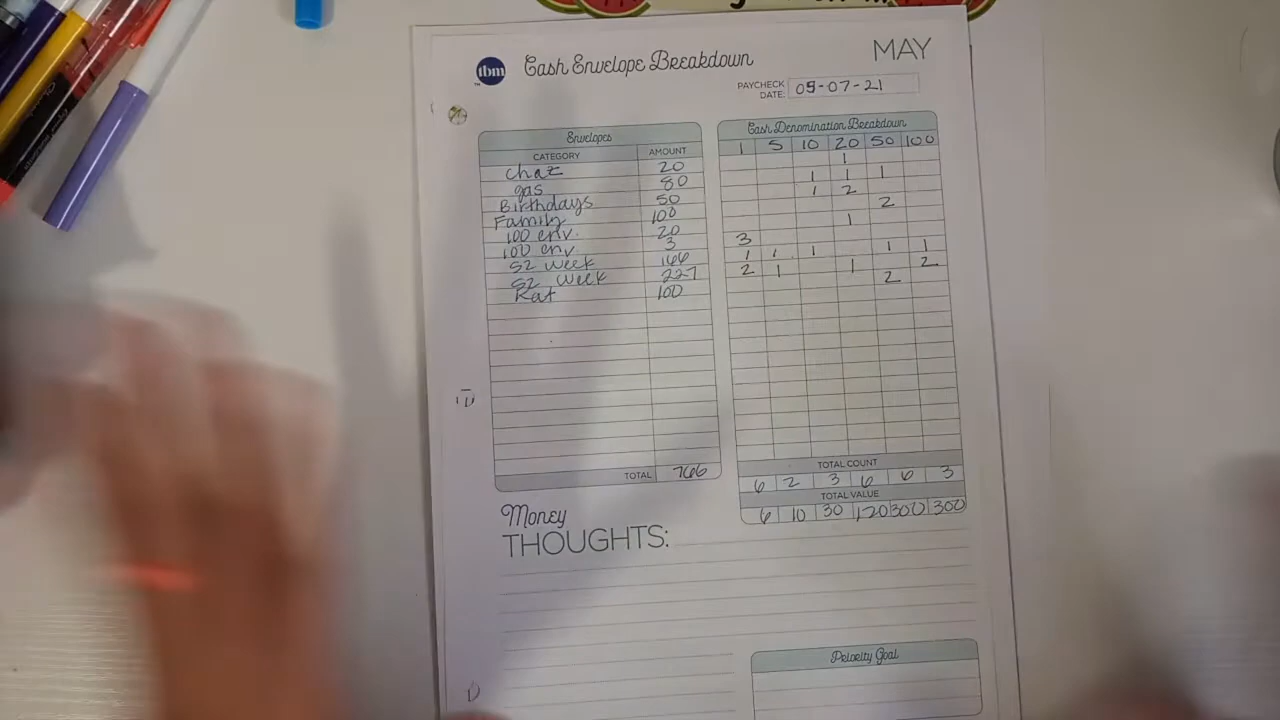 tbm Cash Envelope Breakdown MAY
PAYCHECK DATE: 05-07-21
Envelopes
CATEGORY AMOUNT
Chaz 20
gas 80
Birthdays 50
Family 100
100 env. 20
100 env. 3
52 week 166
52 week 227
Kat 100
TOTAL 766
Cash Denomination Breakdown
1 5 10 20 50 100
1
1 1 1
1 2
2
1
3
1 1 1 1 1
2 1 1 2
2
TOTAL COUNT
6 2 3 6 6 3
TOTAL VALUE
6 10 30 120 300 300
Money
THOUGHTS:
Priority Goal